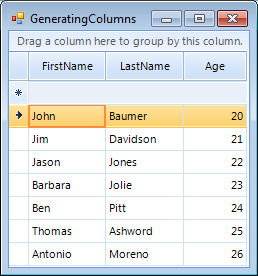 GeneratingColumns
Drag a column here to group by this column.
FirstName LastName Age
John Baumer 20
Jim Davidson 21
Jason Jones 22
Barbara Jolie 23
Ben Pitt 24
Thomas Ashword 25
Antonio Moreno 26